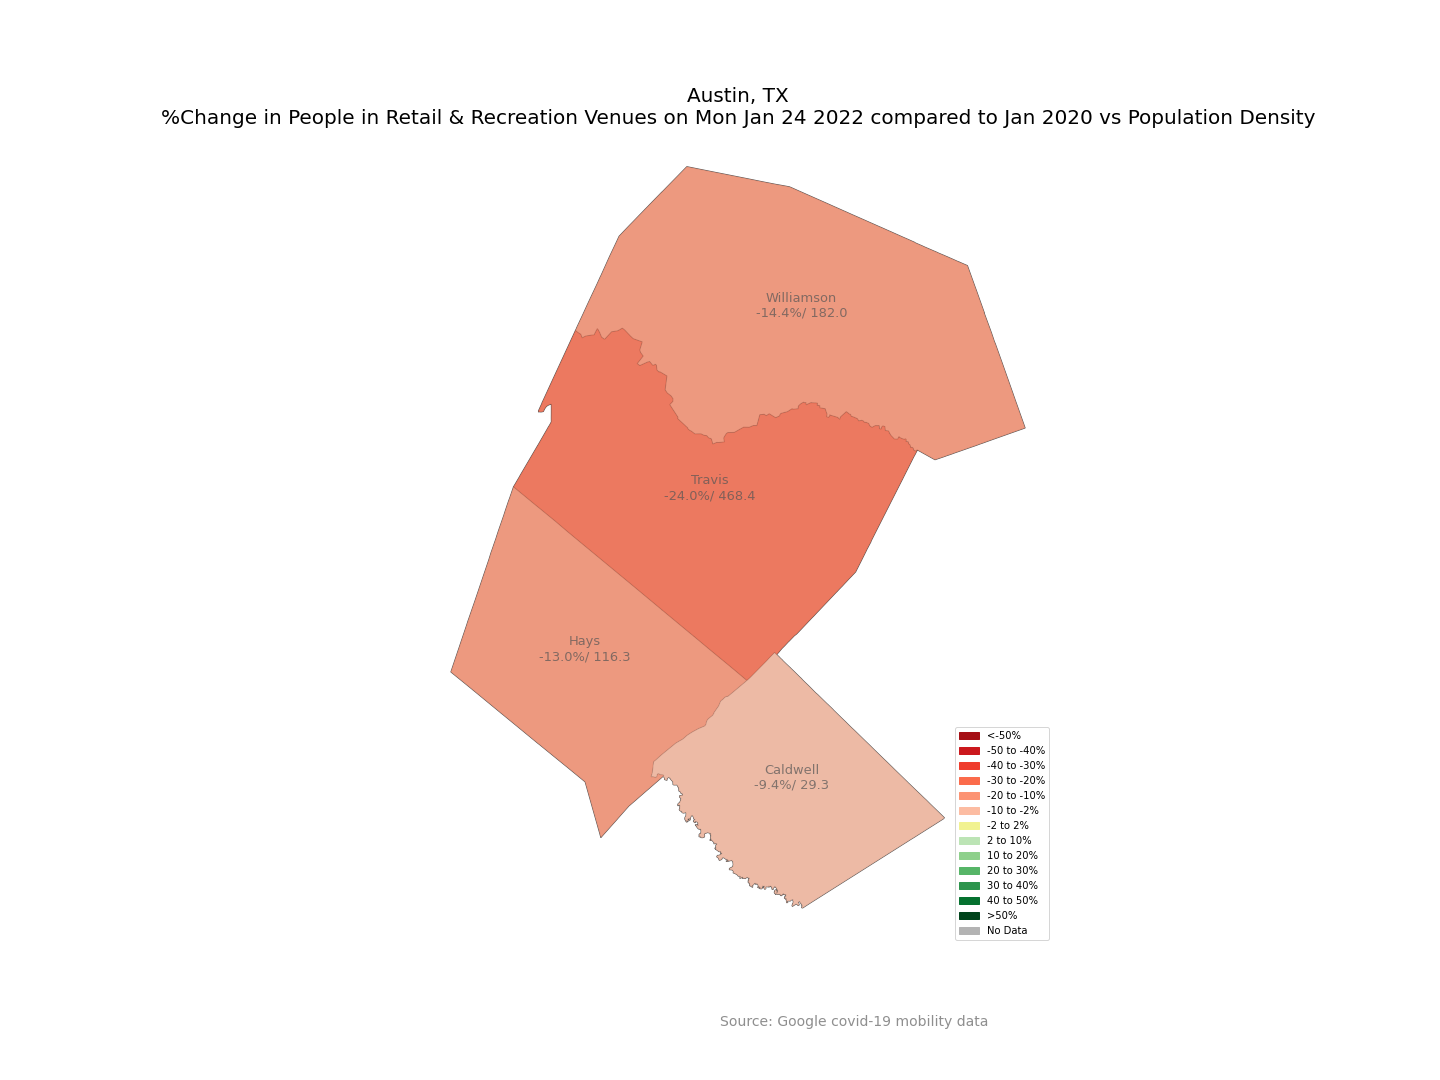 Austin, TX
%Change in People in Retail & Recreation Venues on Mon Jan 24 2022 compared to Jan 2020 vs Population Density
Williamson
-14.4%/ 182.0
Travis
-24.0%/ 468.4
Hays
-13.0%/ 116.3
Caldwell
-9.4%/ 29.3
<-50%
-50 to -40%
-40 to -30%
-30 to -20%
-20 to -10%
-10 to -2%
-2 to 2%
2 to 10%
10 to 20%
20 to 30%
30 to 40%
40 to 50%
>50%
No Data
Source: Google covid-19 mobility data